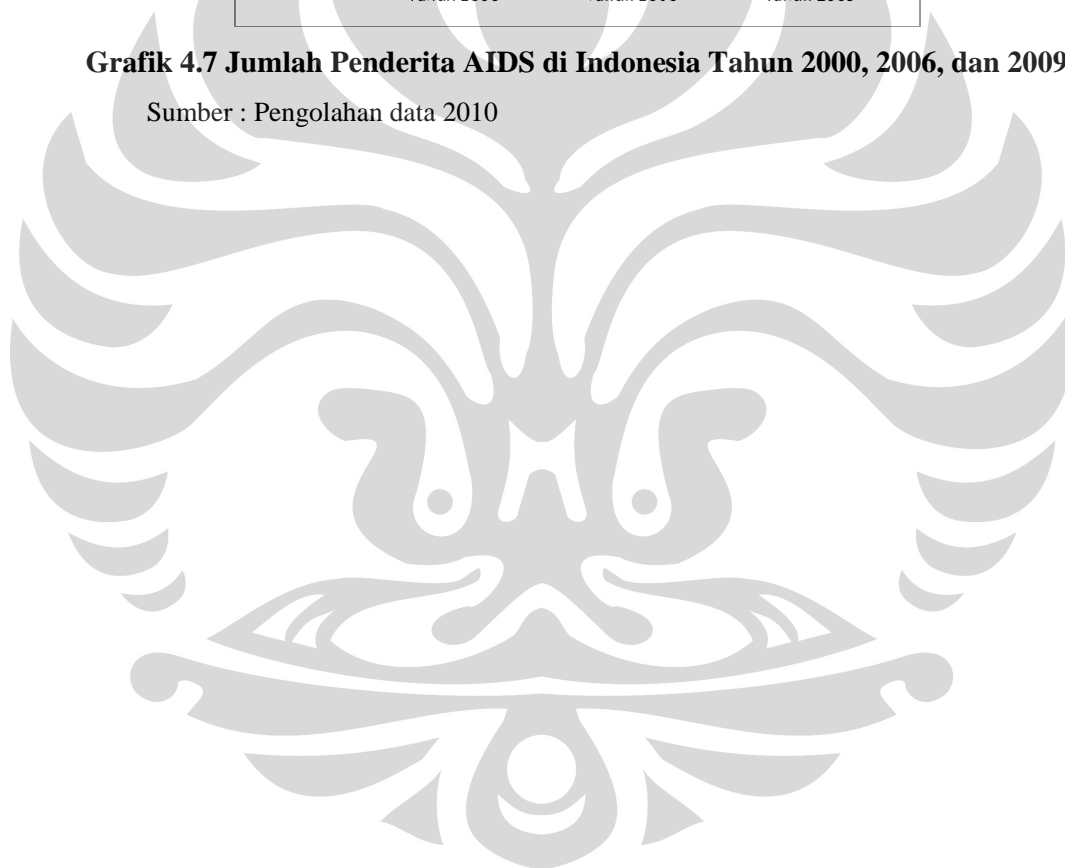 Grafik 4.7 Jumlah Penderita AIDS di Indonesia Tahun 2000, 2006, dan 2009
Sumber : Pengolahan data 2010